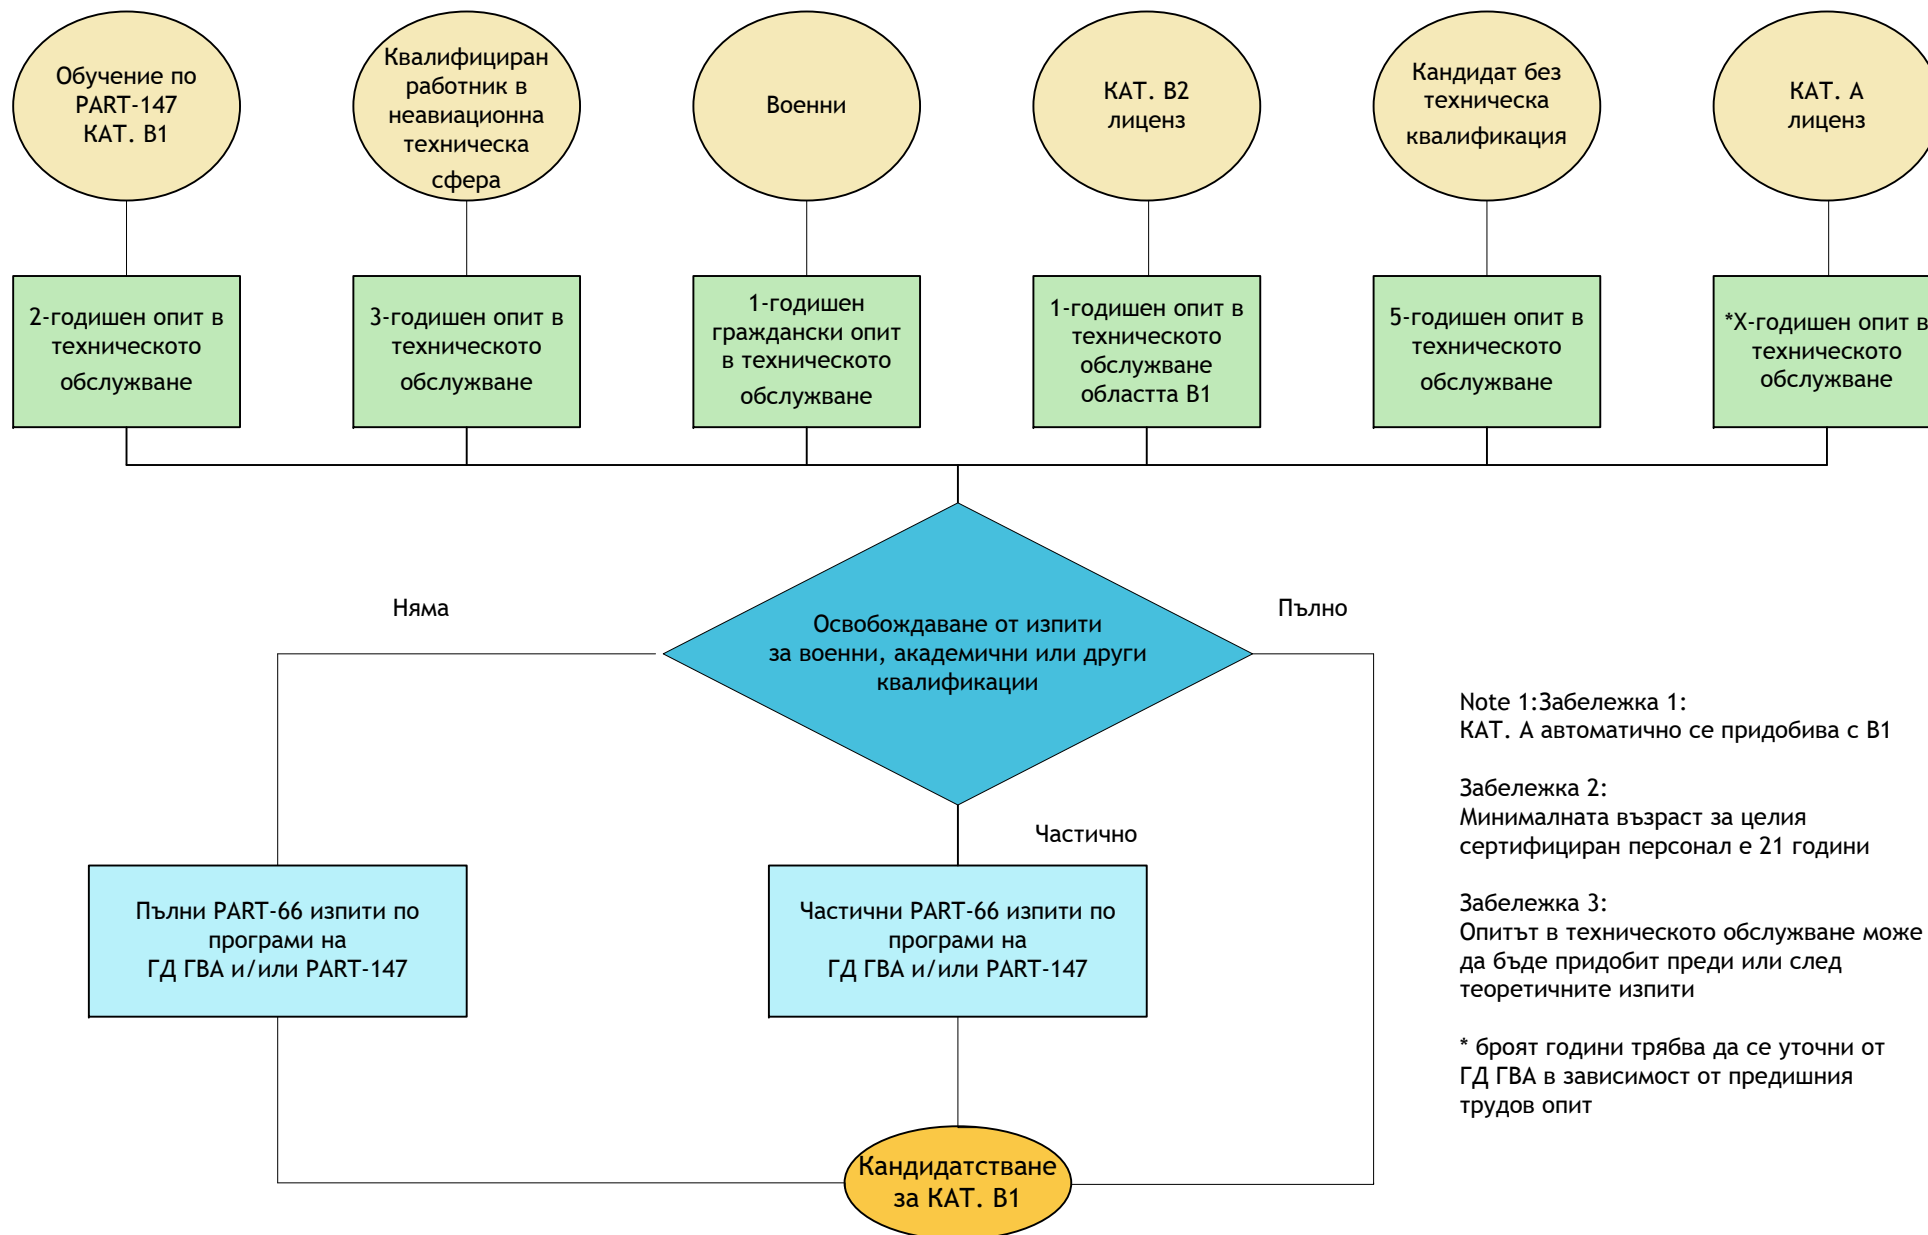 Обучение по
PART-147
КАТ. B1
Квалифициран
работник в
неавиационна
техническа
сфера
Военни
КАТ. B2
лиценз
Кандидат без
техническа
квалификация
КАТ. А
лиценз
2-годишен опит в
техническото
обслужване
3-годишен опит в
техническото
обслужване
1-годишен
граждански опит
в техническото
обслужване
1-годишен опит в
техническото
обслужване
областта B1
5-годишен опит в
техническото
обслужване
*X-годишен опит в
техническото
обслужване
Няма
Пълно
Освобождаване от изпити
за военни, академични или други
квалификации
Частично
Пълни PART-66 изпити по
програми на
ГД ГВА и/или PART-147
Частични PART-66 изпити по
програми на
ГД ГВА и/или PART-147
Note 1:Забележка 1:
КАТ. А автоматично се придобива с B1
Забележка 2:
Минималната възраст за целия
сертифициран персонал е 21 години
Забележка 3:
Опитът в техническото обслужване може
да бъде придобит преди или след
теоретичните изпити
* броят години трябва да се уточни от
ГД ГВА в зависимост от предишния
трудов опит
Кандидатстване
за КАТ. B1